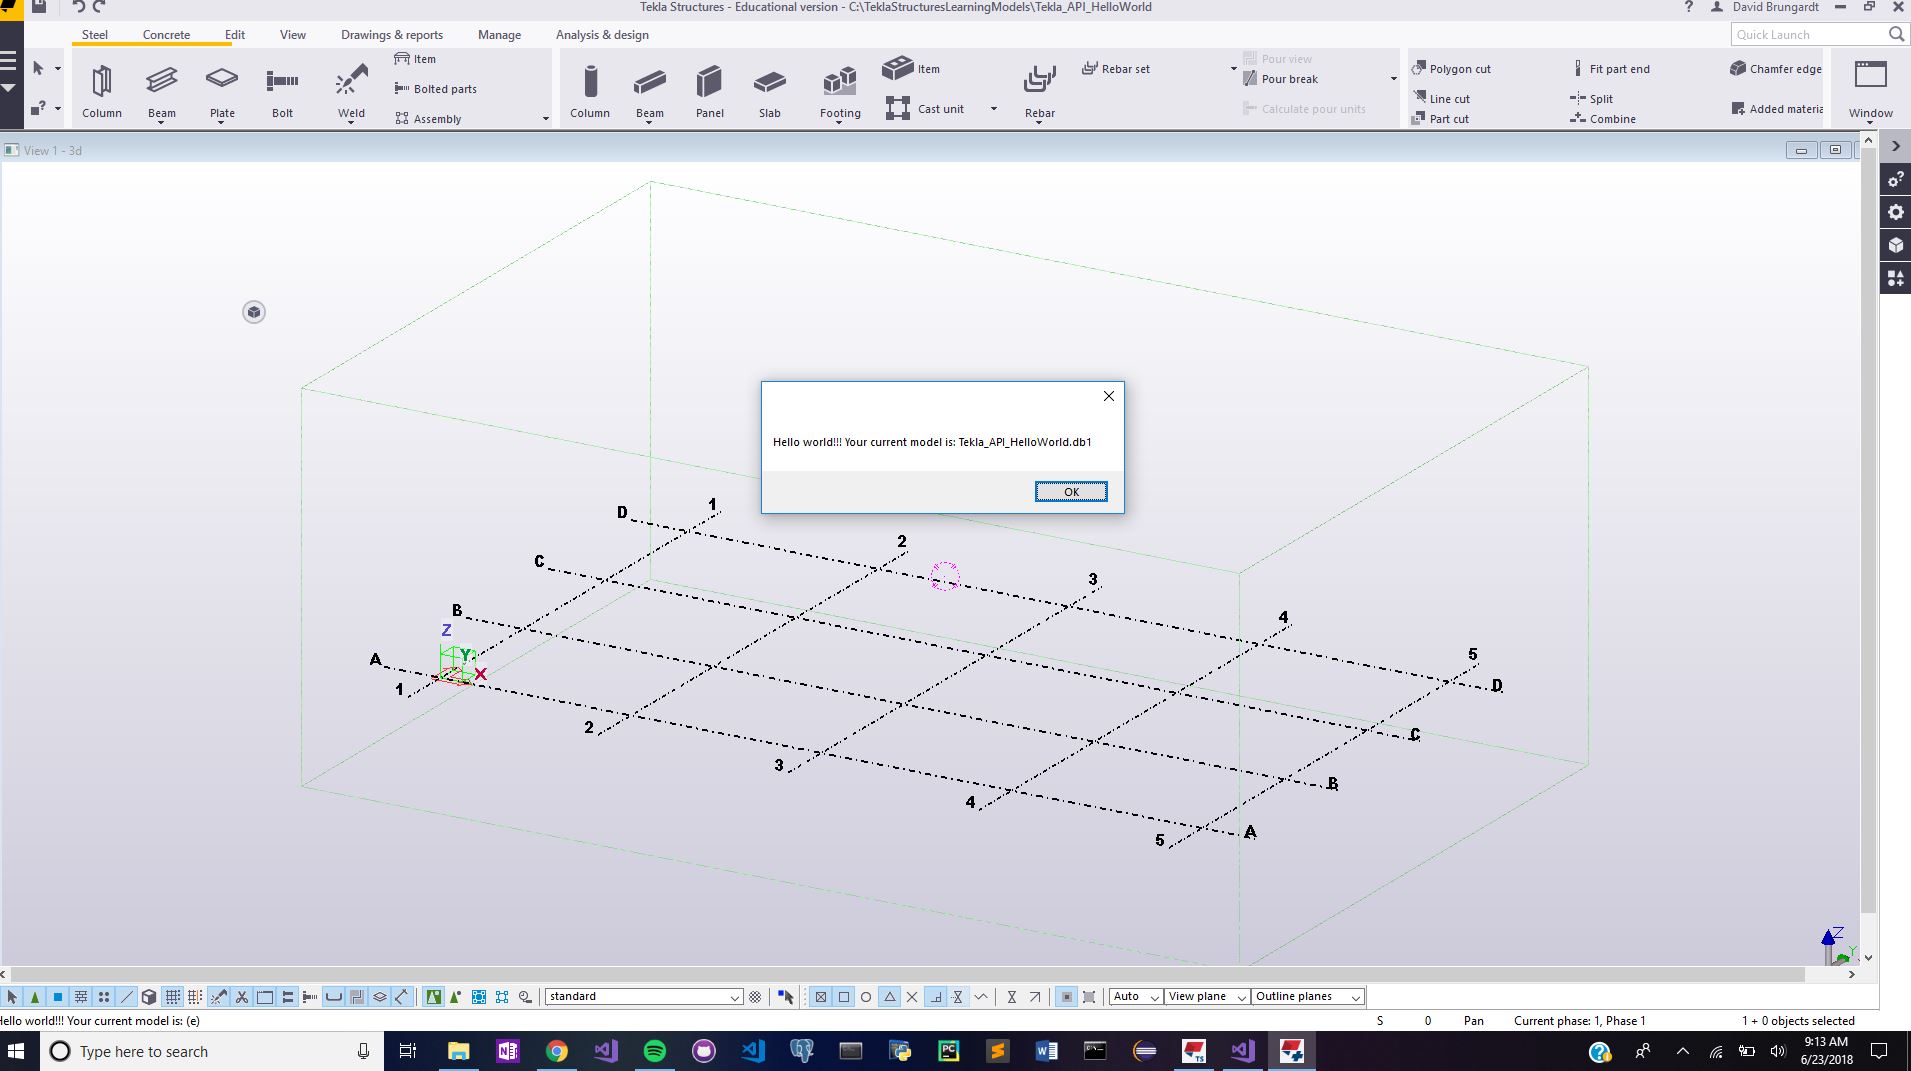 Tekla Structures - Educational version - C:\TeklaStructuresLearningModels\Tekla_API_HelloWorld
? David Brungardt
Steel Concrete Edit View Drawings & reports Manage Analysis & design
Quick Launch
Column Beam Plate Bolt Weld
Item
Bolted parts
Assembly
Column Beam Panel Slab Footing
Item
Cast unit
Rebar
Rebar set
Pour view
Pour break
Calculate pour units
Polygon cut
Line cut
Part cut
Fit part end
Split
Combine
Chamfer edge
Added materia
Window
View 1 - 3d
Hello world!!! Your current model is: Tekla_API_HelloWorld.db1
OK
D 1
2
C
3
B
4
Z
Y
A X
5
1 D
2 C
3 B
4 A
5
Z
Y
standard
Auto View plane Outline planes
Hello world!!! Your current model is: (e)
S 0 Pan Current phase: 1, Phase 1 1 + 0 objects selected
Type here to search
9:13 AM
6/23/2018